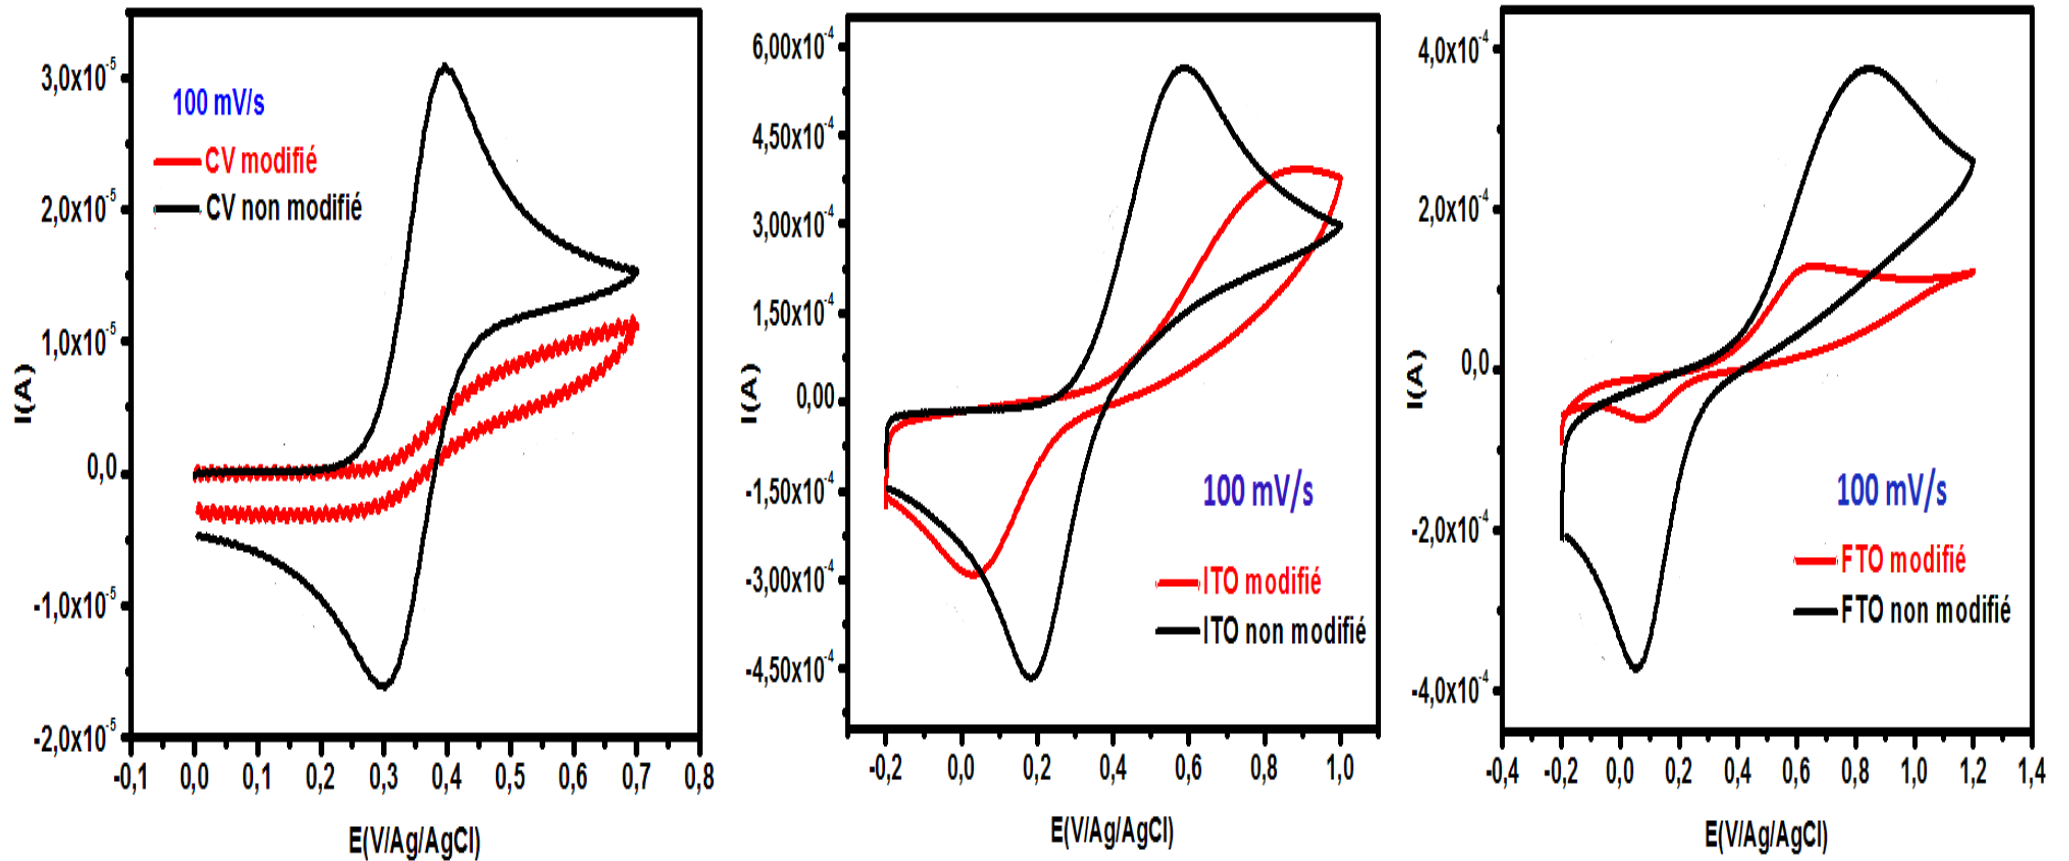 3,0x10⁻⁵
2,0x10⁻⁵
1,0x10⁻⁵
0,0
-1,0x10⁻⁵
-2,0x10⁻⁵
I(A)
100 mV/s
CV modifié
CV non modifié
-0,1 0,0 0,1 0,2 0,3 0,4 0,5 0,6 0,7 0,8
E(V/Ag/AgCl)
6,00x10⁻⁴
4,50x10⁻⁴
3,00x10⁻⁴
1,50x10⁻⁴
0,00
-1,50x10⁻⁴
-3,00x10⁻⁴
-4,50x10⁻⁴
I(A)
100 mV/s
ITO modifié
ITO non modifié
-0,2 0,0 0,2 0,4 0,6 0,8 1,0
E(V/Ag/AgCl)
4,0x10⁻⁴
2,0x10⁻⁴
0,0
-2,0x10⁻⁴
-4,0x10⁻⁴
I(A)
100 mV/s
FTO modifié
FTO non modifié
-0,4 -0,2 0,0 0,2 0,4 0,6 0,8 1,0 1,2 1,4
E(V/Ag/AgCl)